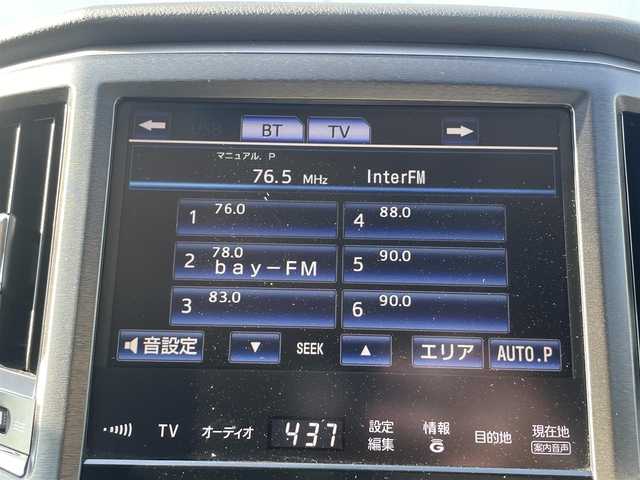 BT TV
マニュアル. P
76.5 MHz InterFM
1 76.0
4 88.0
2 78.0 bay-FM
5 90.0
3 83.0
6 90.0
音設定 ▼ SEEK ▲ エリア AUTO.P
TV オーディオ 4:37 設定編集 情報G 目的地 現在地
案内音声